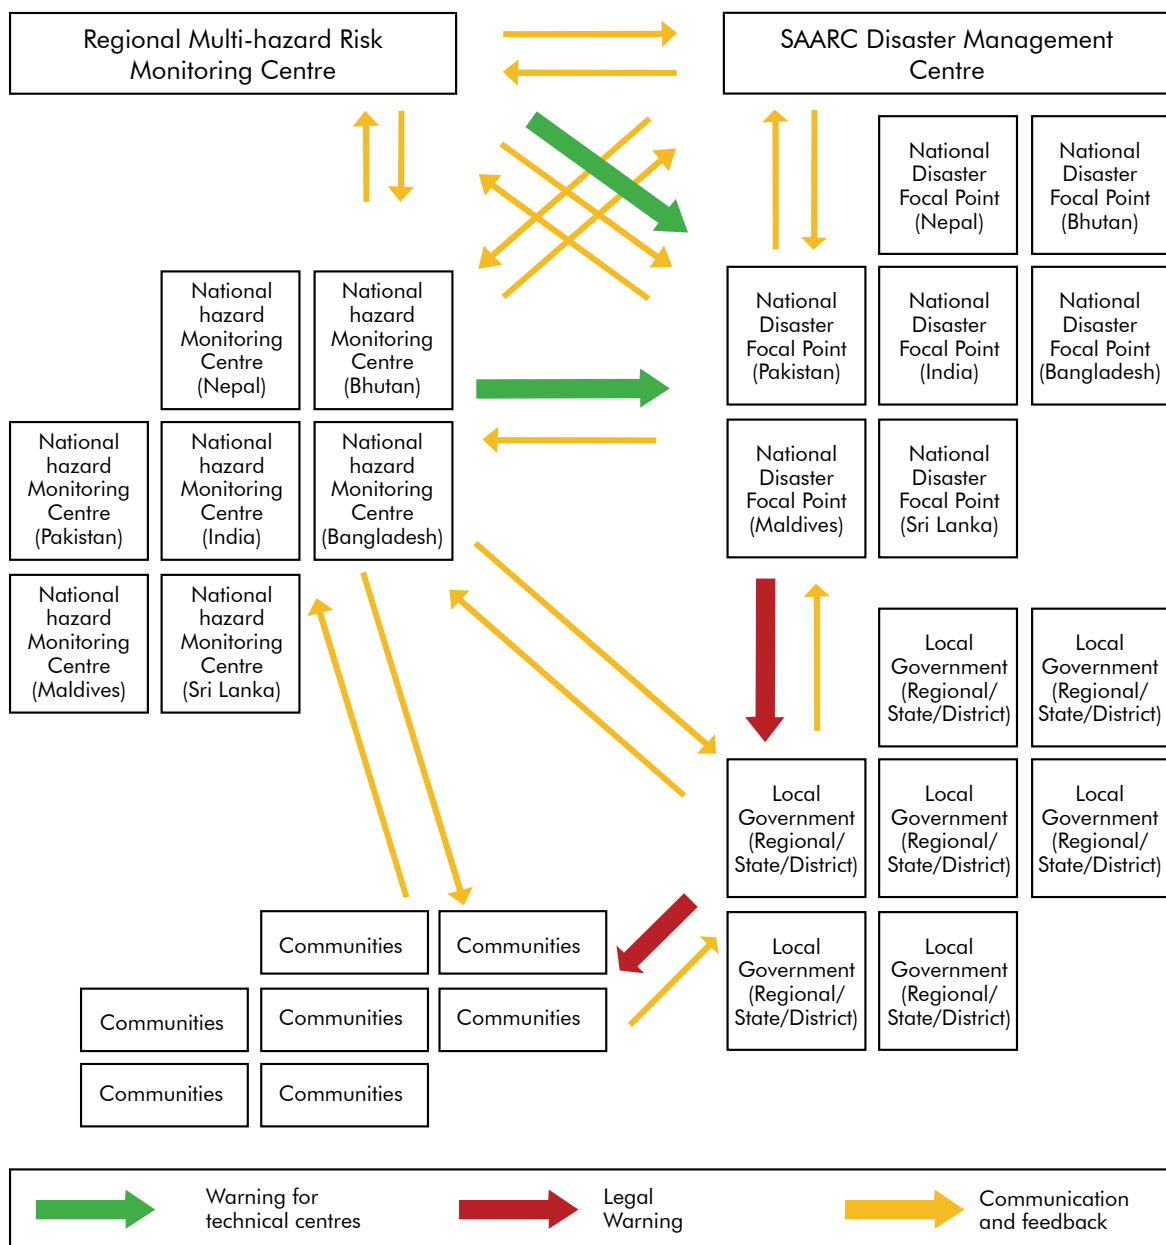 Regional Multi-hazard Risk
Monitoring Centre
SAARC Disaster Management
Centre
National
Disaster
Focal Point
(Nepal)
National
Disaster
Focal Point
(Bhutan)
National
hazard
Monitoring
Centre
(Nepal)
National
hazard
Monitoring
Centre
(Bhutan)
National
Disaster
Focal Point
(Pakistan)
National
Disaster
Focal Point
(India)
National
Disaster
Focal Point
(Bangladesh)
National
hazard
Monitoring
Centre
(Pakistan)
National
hazard
Monitoring
Centre
(India)
National
hazard
Monitoring
Centre
(Bangladesh)
National
Disaster
Focal Point
(Maldives)
National
Disaster
Focal Point
(Sri Lanka)
National
hazard
Monitoring
Centre
(Maldives)
National
hazard
Monitoring
Centre
(Sri Lanka)
Local
Government
(Regional/
State/District)
Local
Government
(Regional/
State/District)
Local
Government
(Regional/
State/District)
Local
Government
(Regional/
State/District)
Local
Government
(Regional/
State/District)
Local
Government
(Regional/
State/District)
Local
Government
(Regional/
State/District)
Communities
Communities
Communities
Communities
Communities
Communities
Communities
Warning for
technical centres
Legal
Warning
Communication
and feedback